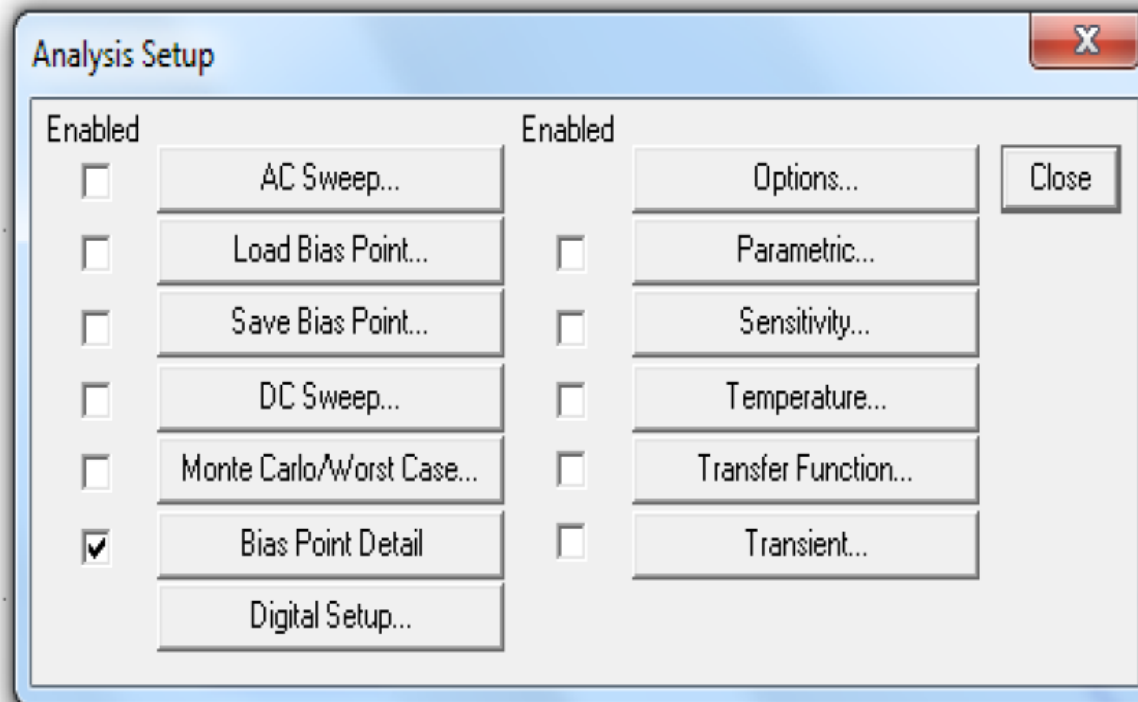 Analysis Setup
X
Enabled
AC Sweep...
Load Bias Point...
Save Bias Point...
DC Sweep...
Monte Carlo/Worst Case...
Bias Point Detail
Digital Setup...
Enabled
Options...
Parametric...
Sensitivity...
Temperature...
Transfer Function...
Transient...
Close